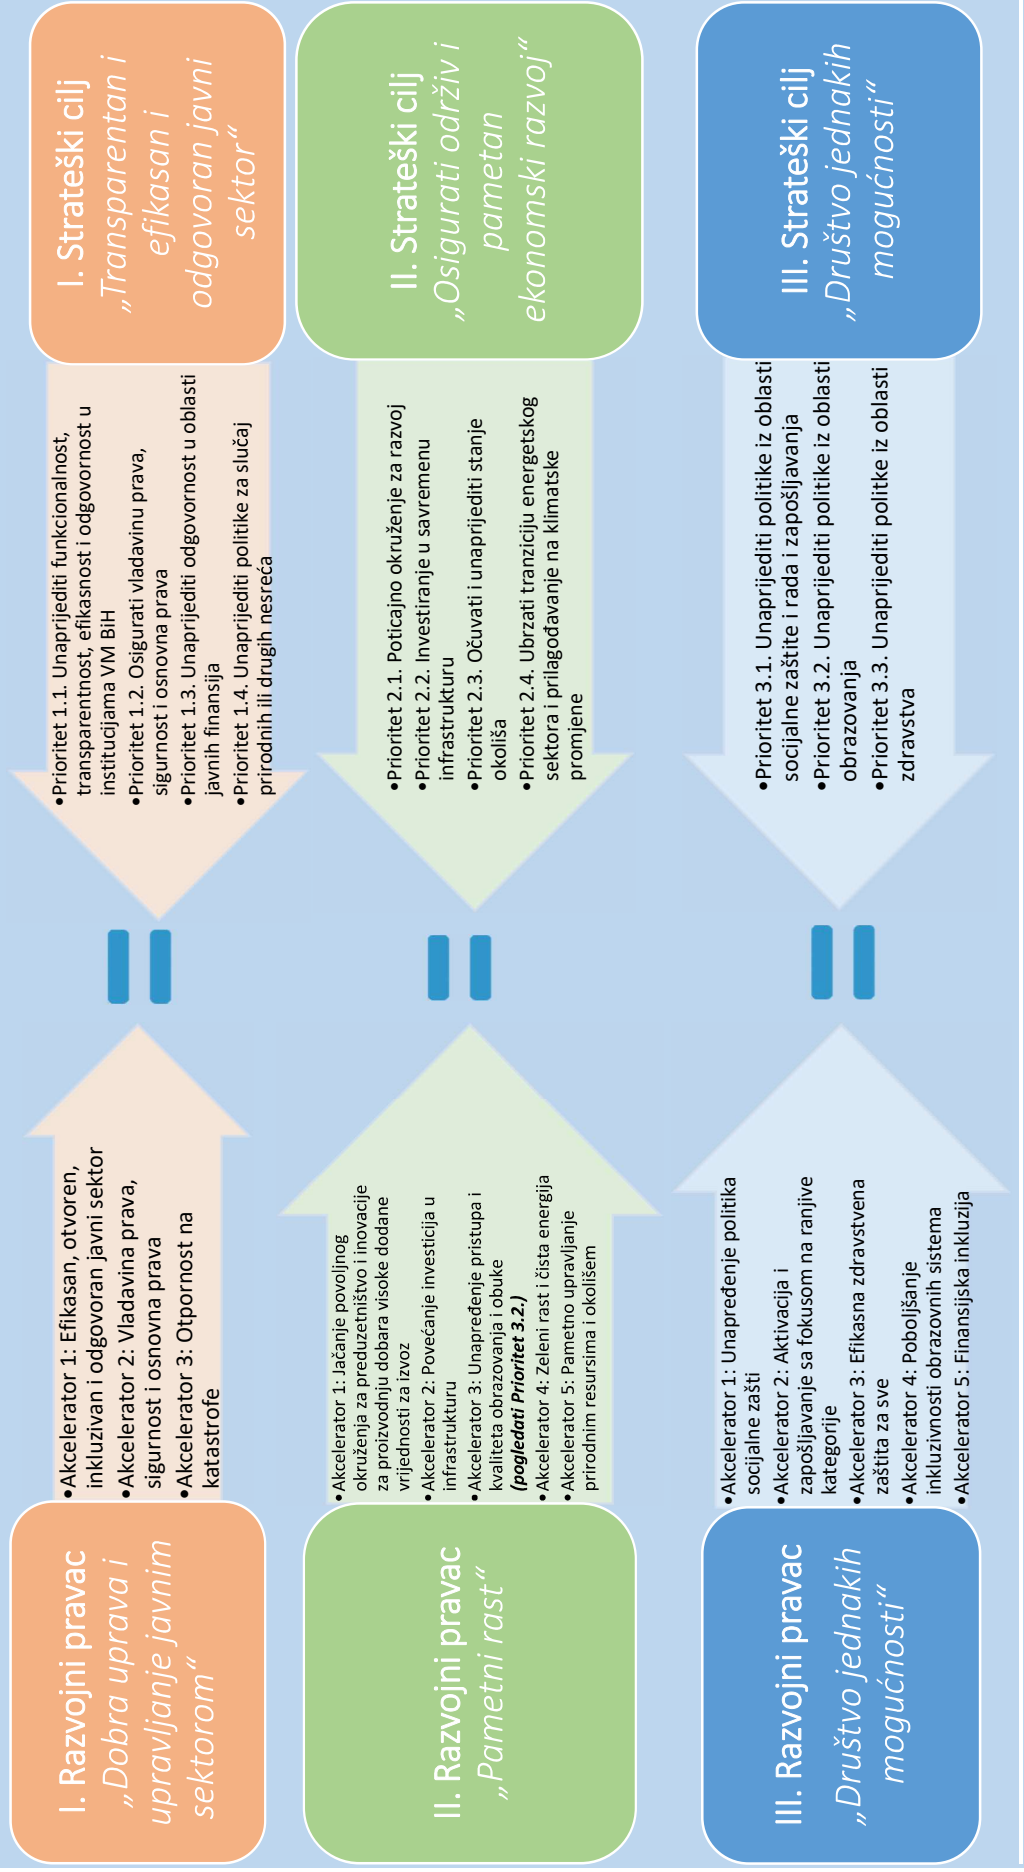 I. Razvojni pravac
„Dobra uprava i
upravljanje javnim
sektorom“
•Akcelerator 1: Efikasan, otvoren,
inkluzivan i odgovoran javni sektor
•Akcelerator 2: Vladavina prava,
sigurnost i osnovna prava
•Akcelerator 3: Otpornost na
katastrofe
•Prioritet 1.1. Unaprijediti funkcionalnost,
transparentnost, efikasnost i odgovornost u
institucijama VM BiH
•Prioritet 1.2. Osigurati vladavinu prava,
sigurnost i osnovna prava
•Prioritet 1.3. Unaprijediti odgovornost u oblasti
javnih finansija
•Prioritet 1.4. Unaprijediti politike za slučaj
prirodnih ili drugih nesreća
I. Strateški cilj
„Transparentan i
efikasan i
odgovoran javni
sektor“
II. Razvojni pravac
„Pametni rast“
•Akcelerator 1: Jačanje povoljnog
okruženja za preduzetništvo i inovacije
za proizvodnju dobara visoke dodane
vrijednosti za izvoz
•Akcelerator 2: Povećanje investicija u
infrastrukturu
•Akcelerator 3: Unapređenje pristupa i
kvaliteta obrazovanja i obuke
(pogledati Prioritet 3.2.)
•Akcelerator 4: Zeleni rast i čista energija
•Akcelerator 5: Pametno upravljanje
prirodnim resursima i okolišem
•Prioritet 2.1. Poticajno okruženje za razvoj
•Prioritet 2.2. Investiranje u savremenu
infrastrukturu
•Prioritet 2.3. Očuvati i unaprijediti stanje
okoliša
•Prioritet 2.4. Ubrzati tranziciju energetskog
sektora i prilagođavanje na klimatske
promjene
II. Strateški cilj
„Osigurati održiv i
pametan
ekonomski razvoj“
III. Razvojni pravac
„Društvo jednakih
mogućnosti“
•Akcelerator 1: Unapređenje politika
socijalne zašti
•Akcelerator 2: Aktivacija i
zapošljavanje sa fokusom na ranjive
kategorije
•Akcelerator 3: Efikasna zdravstvena
zaštita za sve
•Akcelerator 4: Poboljšanje
inkluzivnosti obrazovnih sistema
•Akcelerator 5: Finansijska inkluzija
•Prioritet 3.1. Unaprijediti politike iz oblasti
socijalne zaštite i rada i zapošljavanja
•Prioritet 3.2. Unaprijediti politike iz oblasti
obrazovanja
•Prioritet 3.3. Unaprijediti politke iz oblasti
zdravstva
III. Strateški cilj
„Društvo jednakih
mogućnosti“